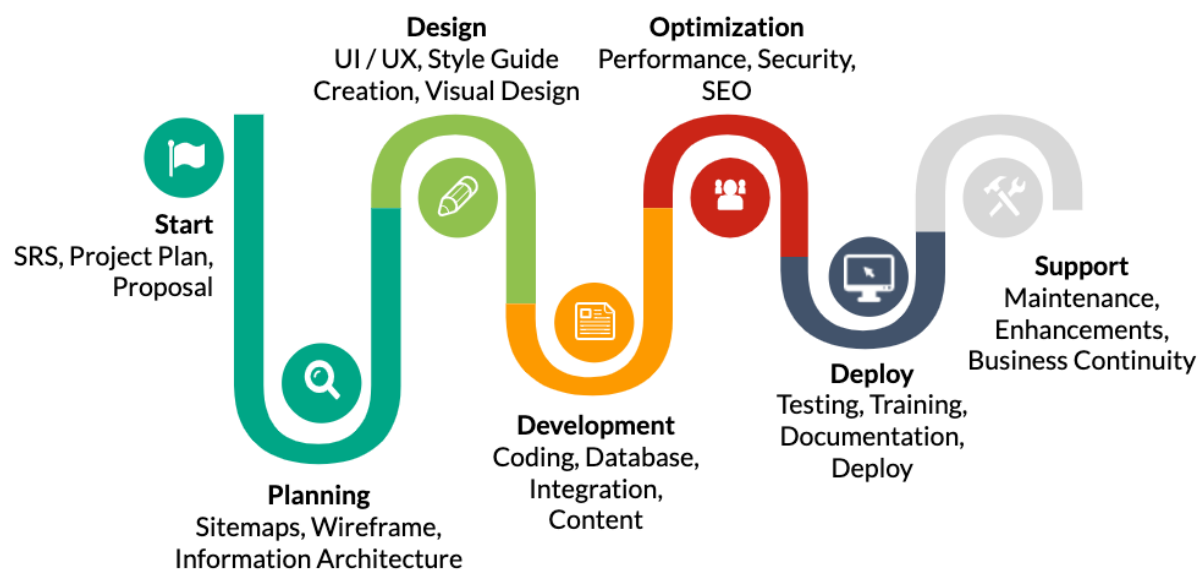 Start
SRS, Project Plan,
Proposal
Planning
Sitemaps, Wireframe,
Information Architecture
Design
UI / UX, Style Guide
Creation, Visual Design
Development
Coding, Database,
Integration,
Content
Optimization
Performance, Security,
SEO
Deploy
Testing, Training,
Documentation,
Deploy
Support
Maintenance,
Enhancements,
Business Continuity